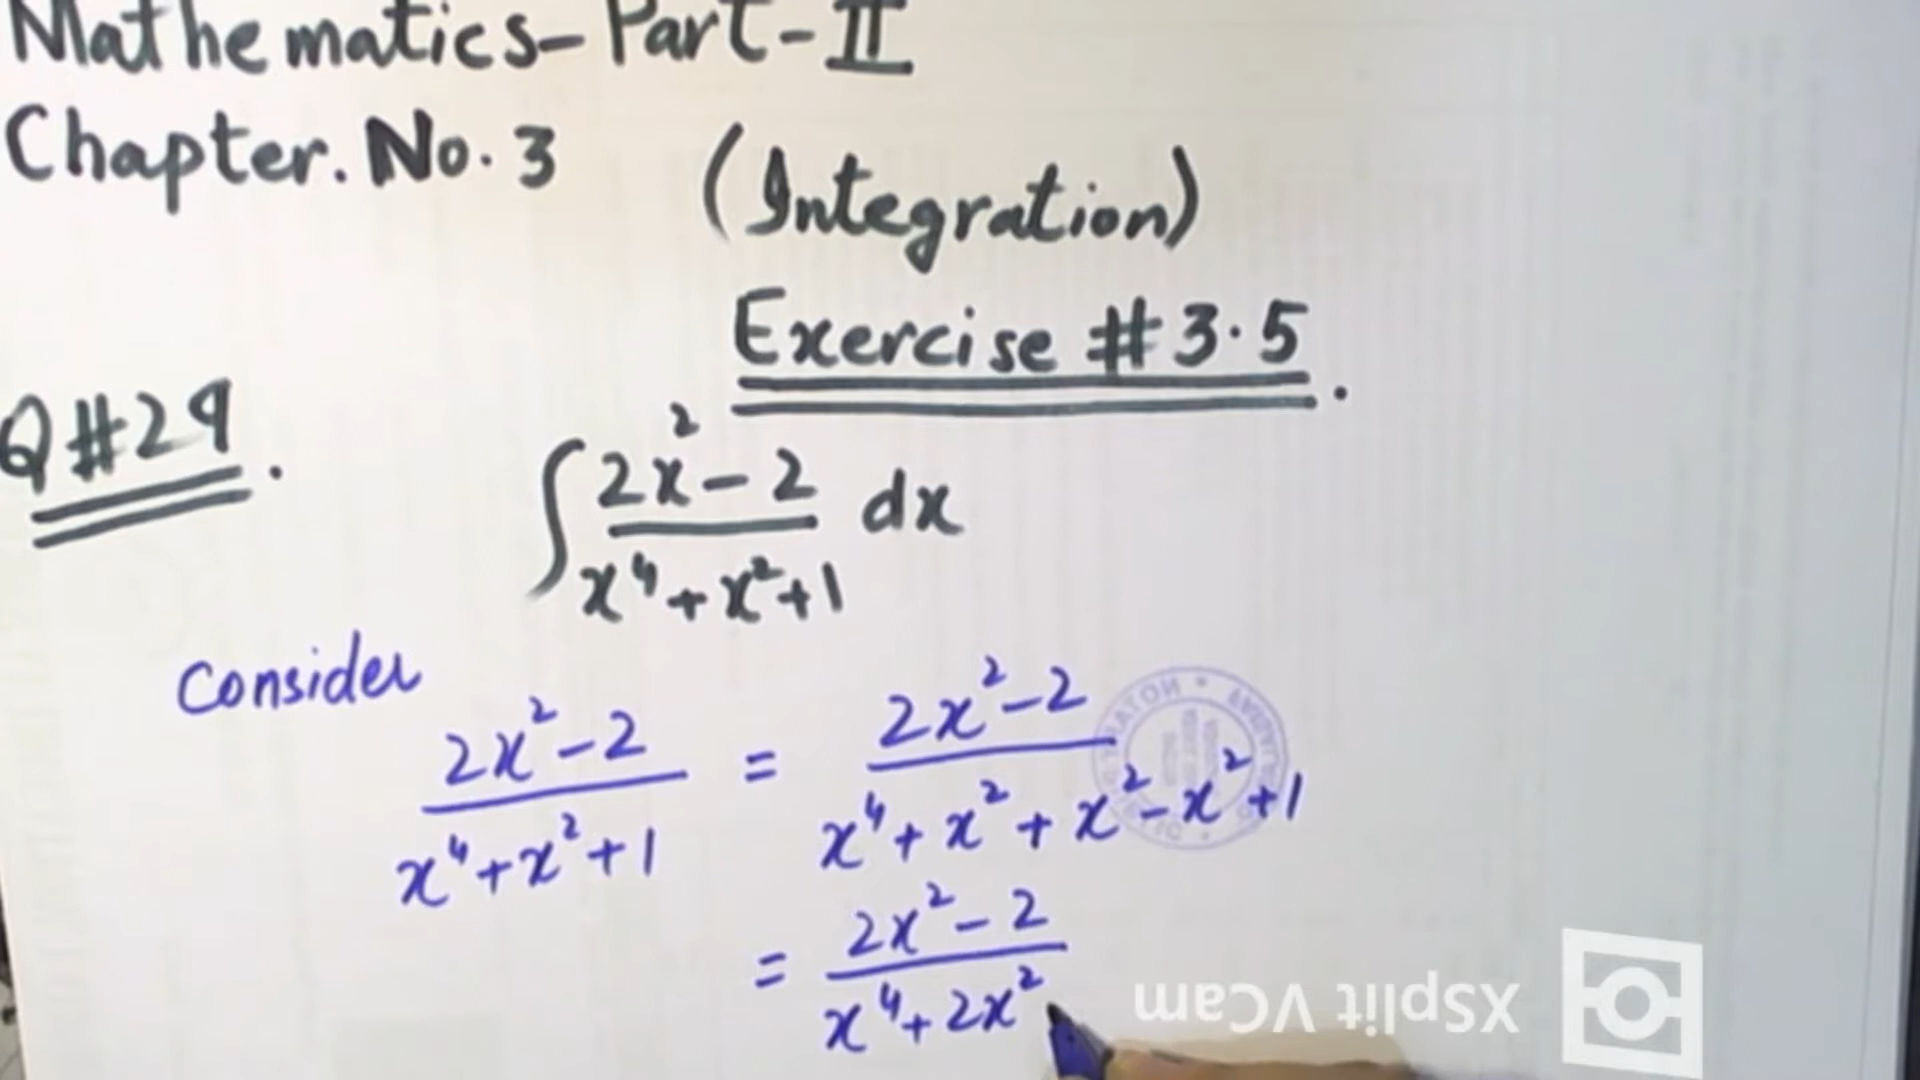 Mathematics-Part-II
Chapter. No. 3
(Integration)
Exercise #3.5.
Q#29.
∫ (2x² - 2)/(x⁴ + x² + 1) dx
Consider
(2x² - 2)/(x⁴ + x² + 1) = (2x² - 2)/(x⁴ + x² + x² - x² + 1)
= (2x² - 2)/(x⁴ + 2x²
XSplit VCam